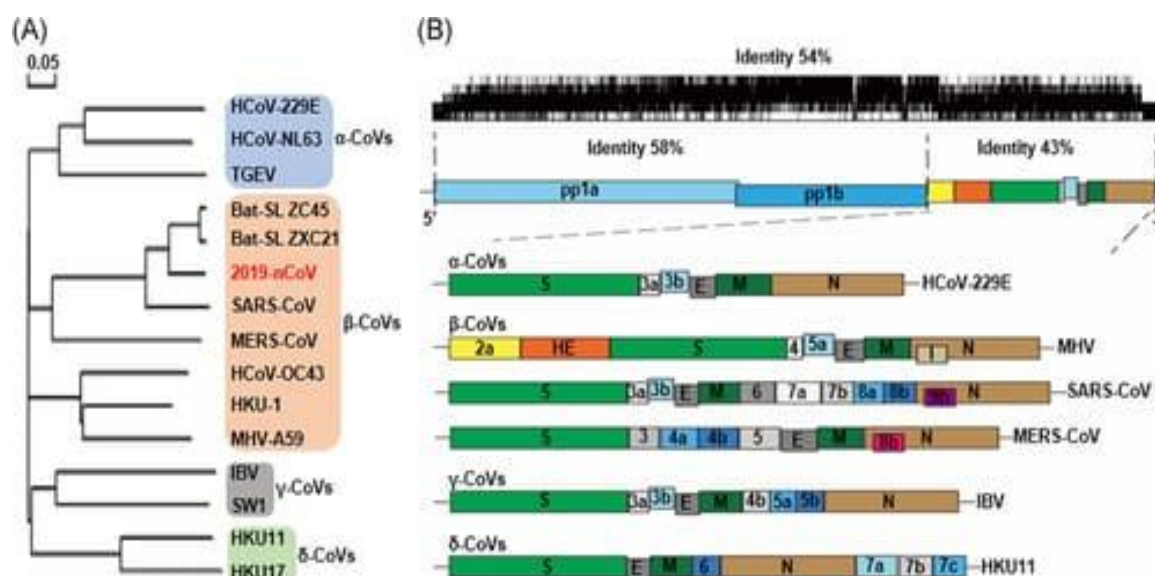 (A)
0.05
HCoV-229E
HCoV-NL63
α-CoVs
TGEV
Bat-SL ZC45
Bat-SL ZXC21
2019-nCoV
SARS-CoV
β-CoVs
MERS-CoV
HCoV-OC43
HKU-1
MHV-A59
IBV
γ-CoVs
SW1
HKU11
δ-CoVs
HKU17
(B)
Identity 54%
Identity 58% Identity 43%
pp1a pp1b
5'
α-CoVs
S 3a 3b E M N HCoV-229E
β-CoVs
2a HE S 4 5a E M I N MHV
S 3a 3b E M 6 7a 7b 8a 8b N SARS-CoV
S 3 4a 4b 5 E M 8b N MERS-CoV
γ-CoVs
S 3a 3b E M 4b 5a 5b N IBV
δ-CoVs
S E M 6 N 7a 7b 7c HKU11